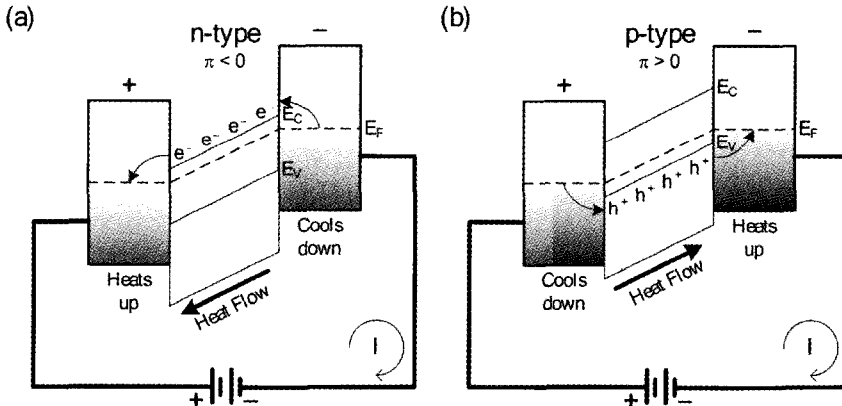 (a)
n-type
π < 0
+
−
e⁻ e⁻ e⁻ e⁻ e
E_C
E_F
E_V
Cools
down
Heats
up
Heat Flow
I
+
−
(b)
p-type
π > 0
+
−
E_C
E_F
E_V
h⁺ h⁺ h⁺ h⁺ h⁺
Heats
up
Cools
down
Heat Flow
I
+
−